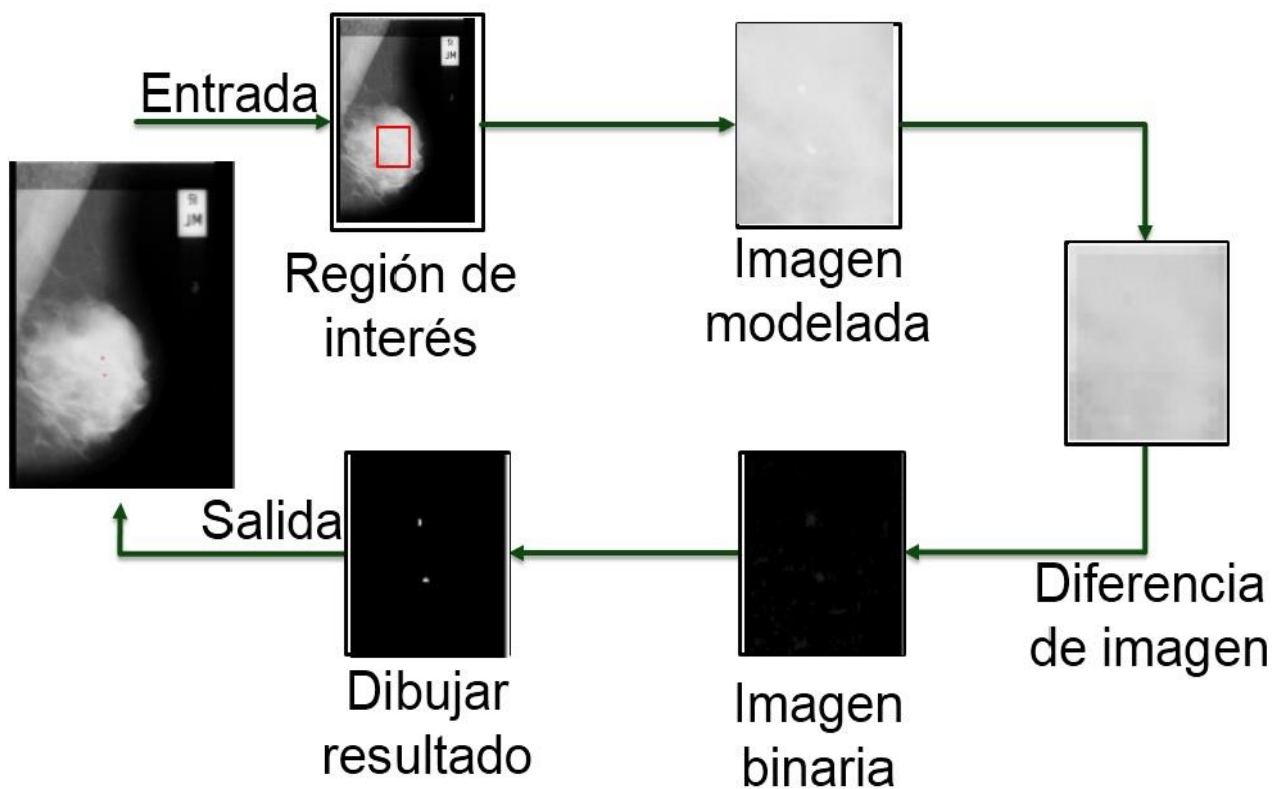 Entrada
Región de
interés
Imagen
modelada
Diferencia
de imagen
Imagen
binaria
Dibujar
resultado
Salida